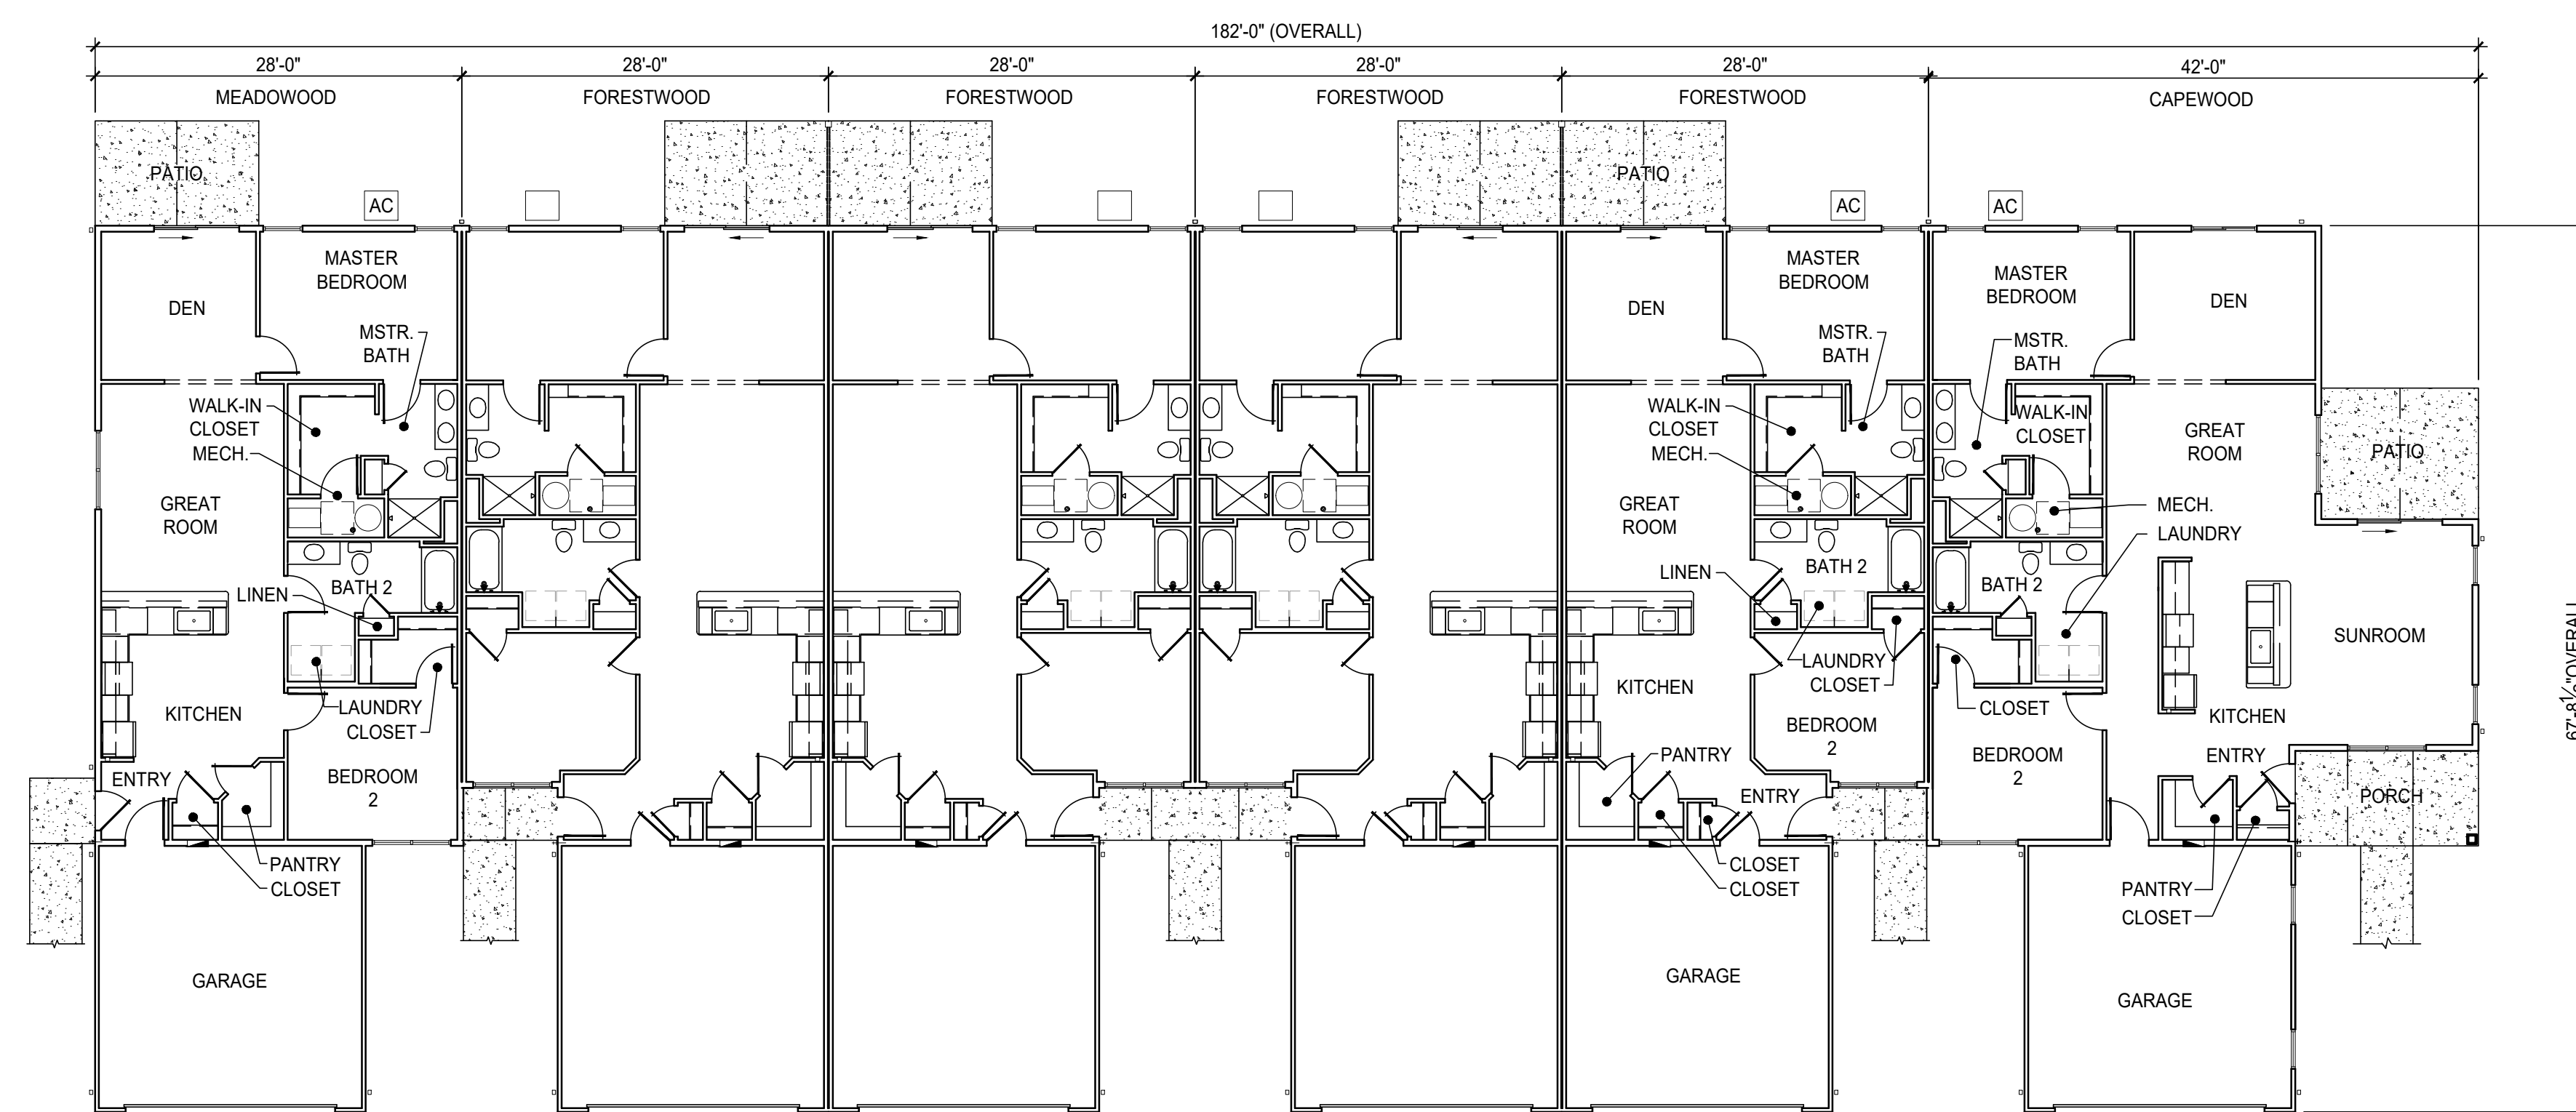 182'-0" (OVERALL)
28'-0"
28'-0"
28'-0"
28'-0"
28'-0"
42'-0"
MEADOWOOD
FORESTWOOD
FORESTWOOD
FORESTWOOD
FORESTWOOD
CAPEWOOD
PATIO
AC
MASTER
BEDROOM
DEN
MSTR.
BATH
WALK-IN
CLOSET
MECH.
GREAT
ROOM
BATH 2
LINEN
LAUNDRY
CLOSET
KITCHEN
ENTRY
BEDROOM
2
PANTRY
CLOSET
GARAGE
PATIO
AC
MASTER
BEDROOM
DEN
MSTR.
BATH
WALK-IN
CLOSET
MECH.
GREAT
ROOM
BATH 2
LINEN
LAUNDRY
CLOSET
KITCHEN
BEDROOM
2
PANTRY
ENTRY
CLOSET
CLOSET
GARAGE
AC
MASTER
BEDROOM
DEN
MSTR.
BATH
WALK-IN
CLOSET
GREAT
ROOM
PATIO
MECH.
LAUNDRY
BATH 2
SUNROOM
CLOSET
KITCHEN
BEDROOM
2
ENTRY
PORCH
PANTRY
CLOSET
GARAGE
67'-8½" OVERALL